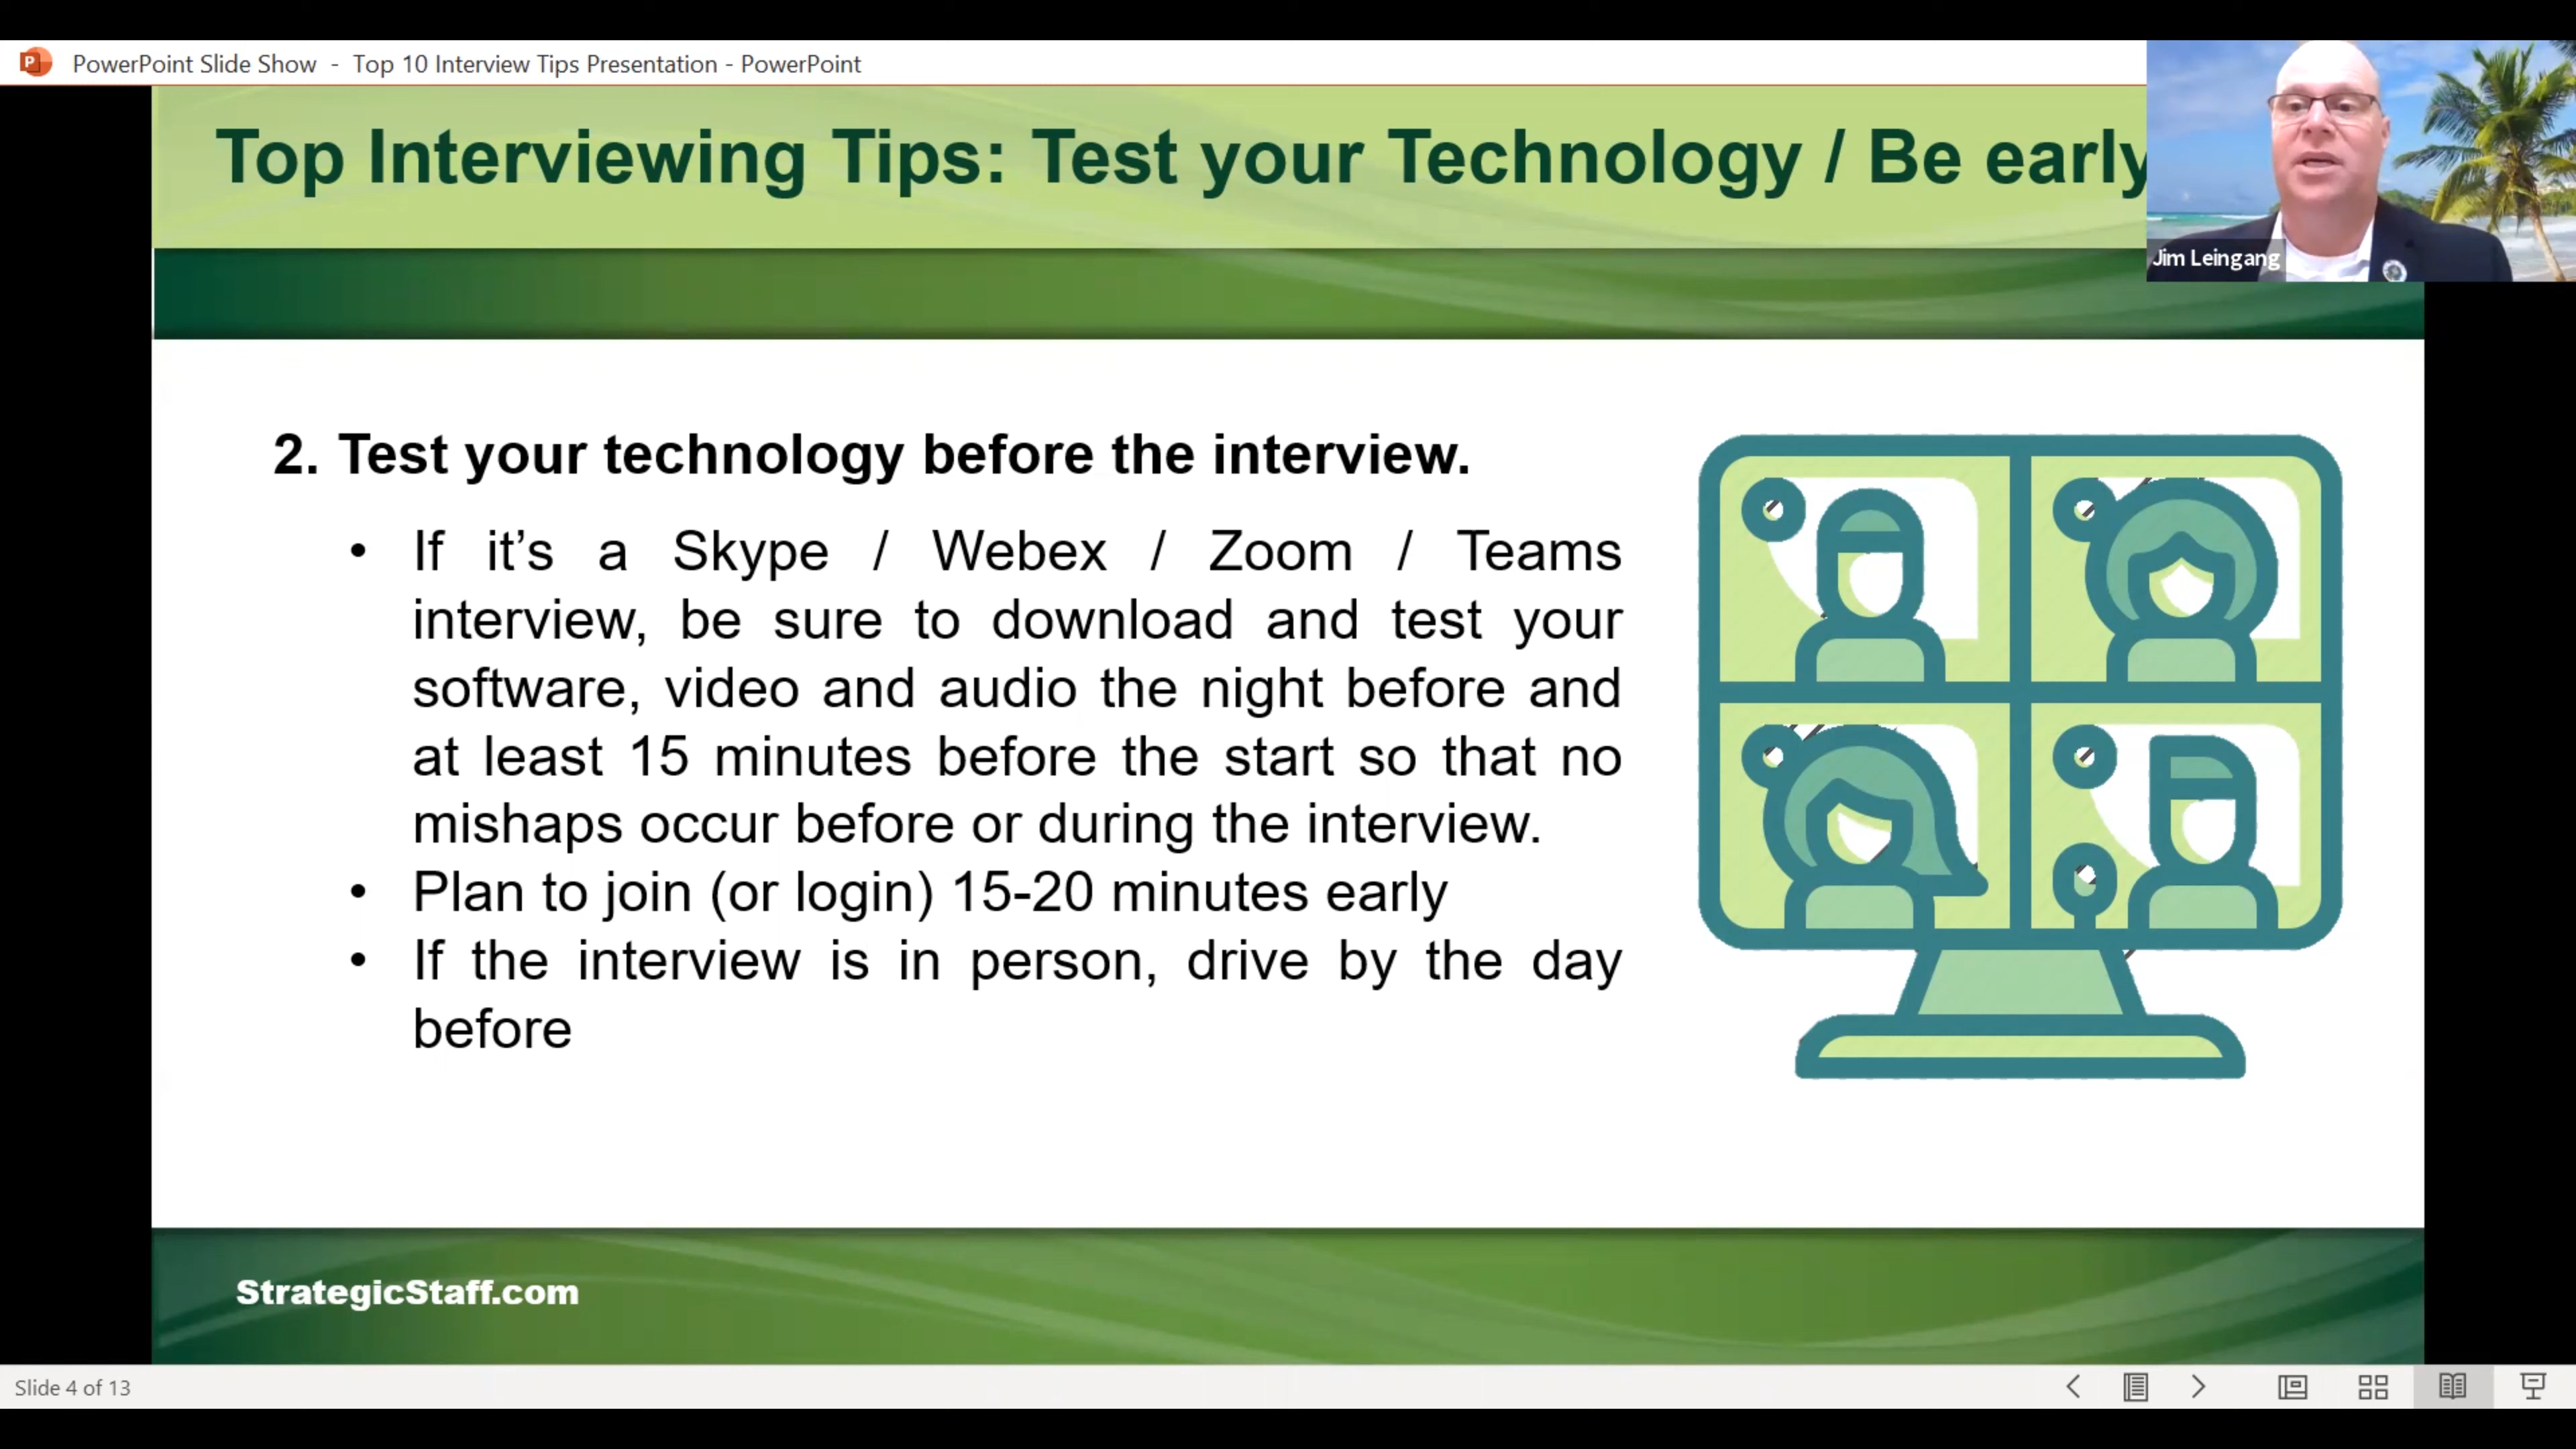 PowerPoint Slide Show - Top 10 Interview Tips Presentation - PowerPoint
Top Interviewing Tips: Test your Technology / Be early
Jim Leingang
2. Test your technology before the interview.
• If it’s a Skype / Webex / Zoom / Teams
interview, be sure to download and test your
software, video and audio the night before and
at least 15 minutes before the start so that no
mishaps occur before or during the interview.
• Plan to join (or login) 15-20 minutes early
• If the interview is in person, drive by the day
before
StrategicStaff.com
Slide 4 of 13